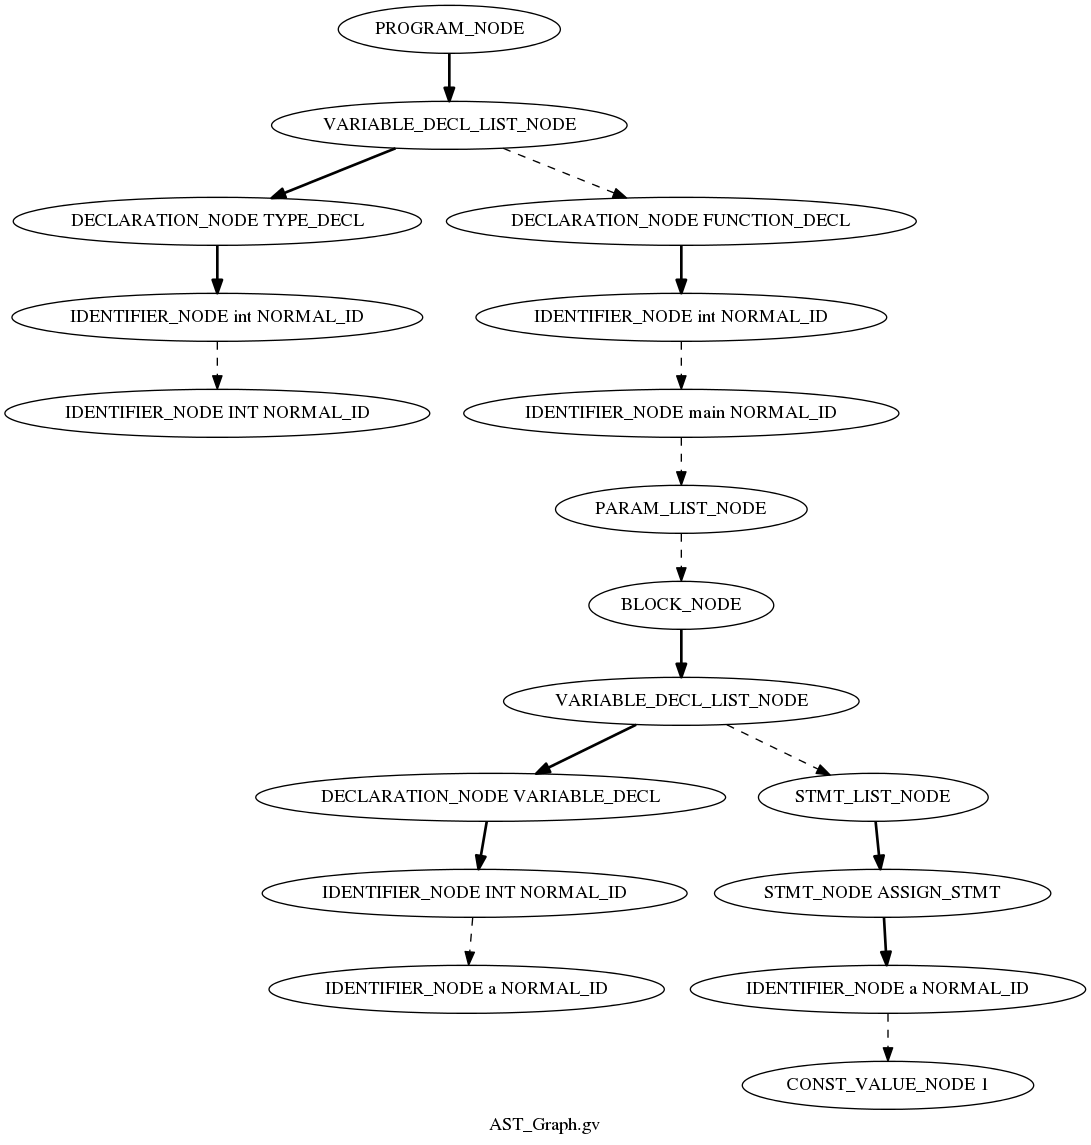 PROGRAM_NODE
VARIABLE_DECL_LIST_NODE
DECLARATION_NODE TYPE_DECL
DECLARATION_NODE FUNCTION_DECL
IDENTIFIER_NODE int NORMAL_ID
IDENTIFIER_NODE int NORMAL_ID
IDENTIFIER_NODE INT NORMAL_ID
IDENTIFIER_NODE main NORMAL_ID
PARAM_LIST_NODE
BLOCK_NODE
VARIABLE_DECL_LIST_NODE
DECLARATION_NODE VARIABLE_DECL
STMT_LIST_NODE
IDENTIFIER_NODE INT NORMAL_ID
STMT_NODE ASSIGN_STMT
IDENTIFIER_NODE a NORMAL_ID
IDENTIFIER_NODE a NORMAL_ID
CONST_VALUE_NODE 1
AST_Graph.gv